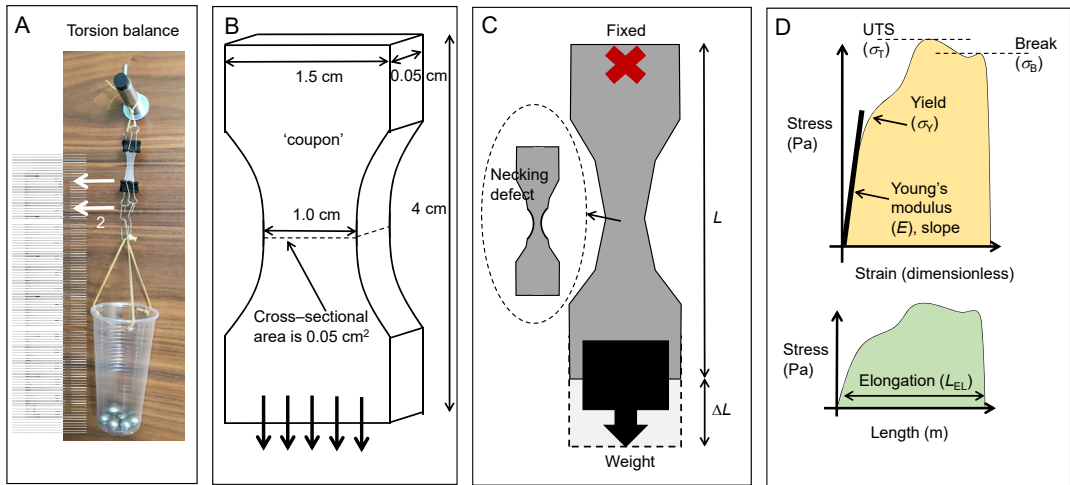 A
Torsion balance
2
B
1.5 cm
0.05 cm
‘coupon’
1.0 cm
4 cm
Cross–sectional
area is 0.05 cm²
C
Fixed
Necking
defect
L
ΔL
Weight
D
UTS
(σT)
Break
(σB)
Stress
(Pa)
Yield
(σY)
Young’s
modulus
(E), slope
Strain (dimensionless)
Stress
(Pa)
Elongation (LEL)
Length (m)